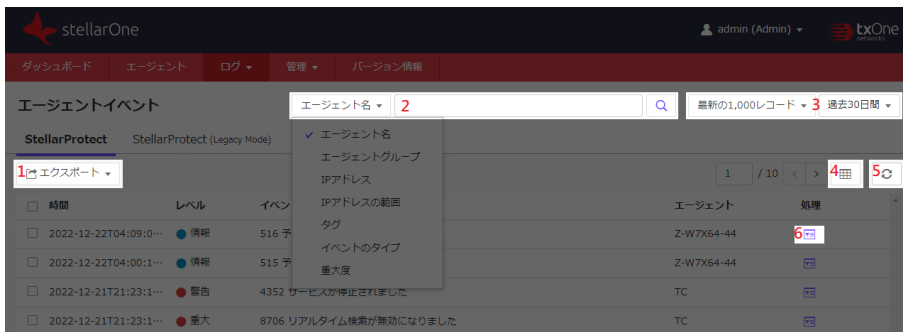 stellarOne admin (Admin) txOne networks
ダッシュボード エージェント ログ 管理 バージョン情報
エージェントイベント エージェント名 2 最新の1,000レコード 3 過去30日間
StellarProtect StellarProtect (Legacy Mode) エージェント名
エージェントグループ
1 エクスポート IPアドレス 1 / 10 < > 4 5
時間 レベル イベン IPアドレスの範囲 エージェント 処理
タグ
2022-12-22T04:09:0… 情報 516 予 Z-W7X64-44 6
イベントのタイプ
2022-12-22T04:00:1… 情報 515 予 Z-W7X64-44
重大度
2022-12-21T21:23:1… 警告 4352 サービスが停止されました TC
2022-12-21T21:23:1… 重大 8706 リアルタイム検索が無効になりました TC